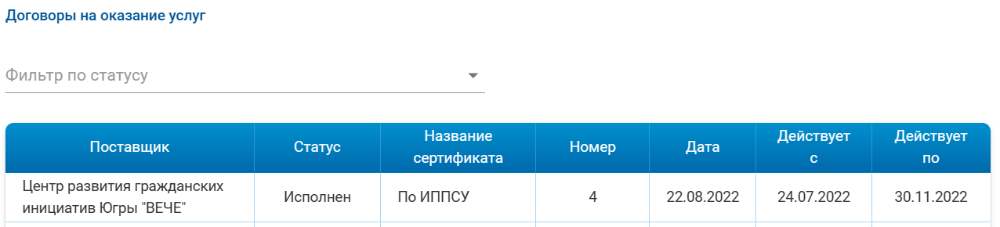 Договоры на оказание услуг
Фильтр по статусу
Поставщик Статус Название сертификата Номер Дата Действует с Действует по
Центр развития гражданских инициатив Югры "ВЕЧЕ" Исполнен По ИППСУ 4 22.08.2022 24.07.2022 30.11.2022